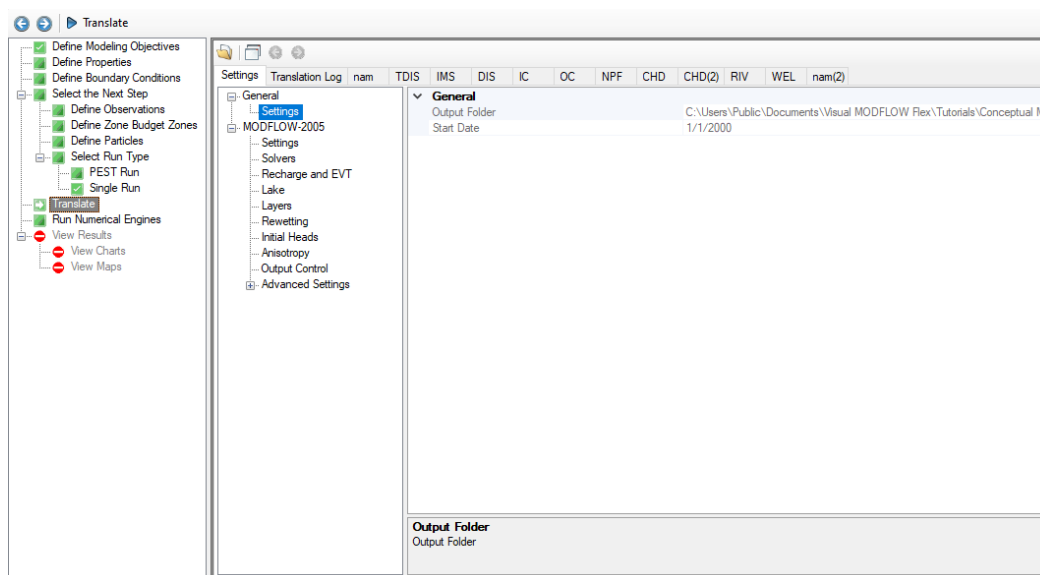 Translate
Define Modeling Objectives
Define Properties
Define Boundary Conditions
Select the Next Step
Define Observations
Define Zone Budget Zones
Define Particles
Select Run Type
PEST Run
Single Run
Translate
Run Numerical Engines
View Results
View Charts
View Maps
Settings Translation Log nam TDIS IMS DIS IC OC NPF CHD CHD(2) RIV WEL nam(2)
General
Settings
MODFLOW-2005
Settings
Solvers
Recharge and EVT
Lake
Layers
Rewetting
Initial Heads
Anisotropy
Output Control
Advanced Settings
General
Output Folder C:\Users\Public\Documents\Visual MODFLOW Flex\Tutorials\Conceptual M
Start Date 1/1/2000
Output Folder
Output Folder